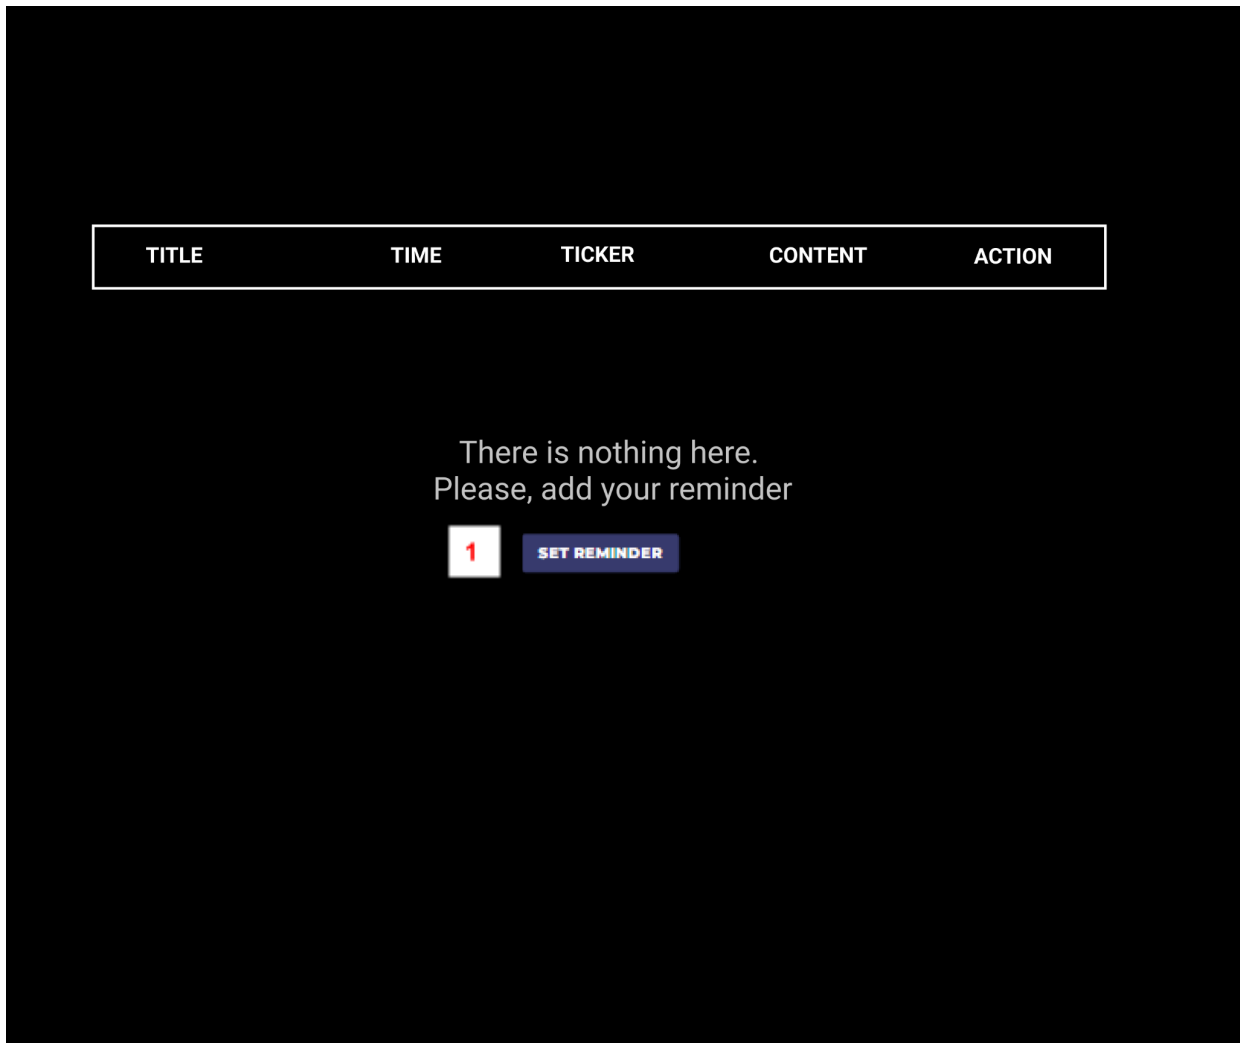 TITLE TIME TICKER CONTENT ACTION
There is nothing here.
Please, add your reminder
1 SET REMINDER